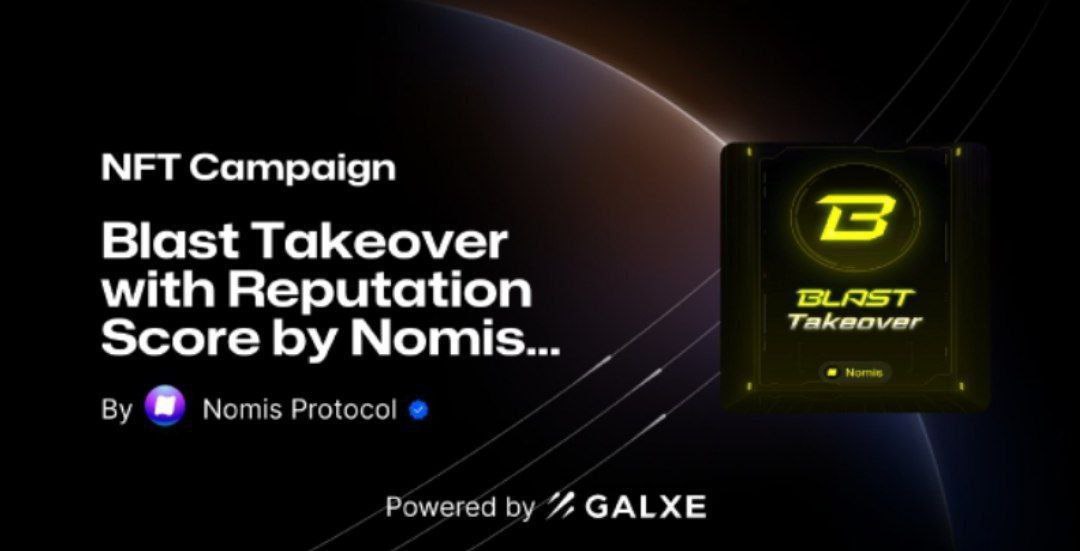 NFT Campaign
Blast Takeover
with Reputation
Score by Nomis...
By Nomis Protocol
B
BLAST
Takeover
Nomis
Powered by GALXE